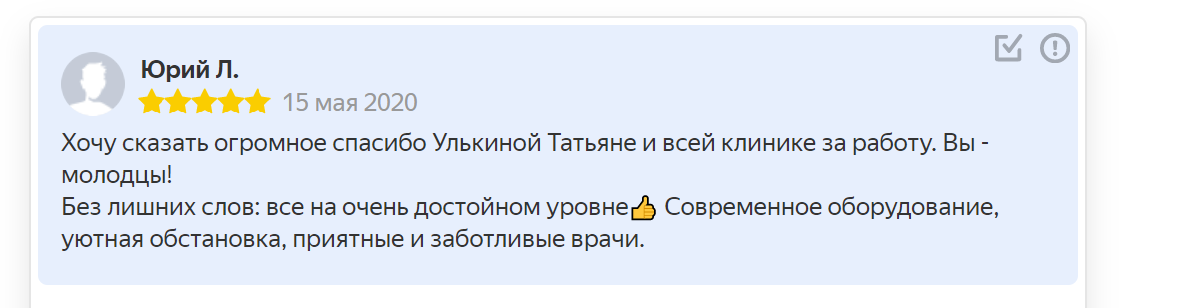 Юрий Л.
15 мая 2020
Хочу сказать огромное спасибо Улькиной Татьяне и всей клинике за работу. Вы -
молодцы!
Без лишних слов: все на очень достойном уровне👍 Современное оборудование,
уютная обстановка, приятные и заботливые врачи.